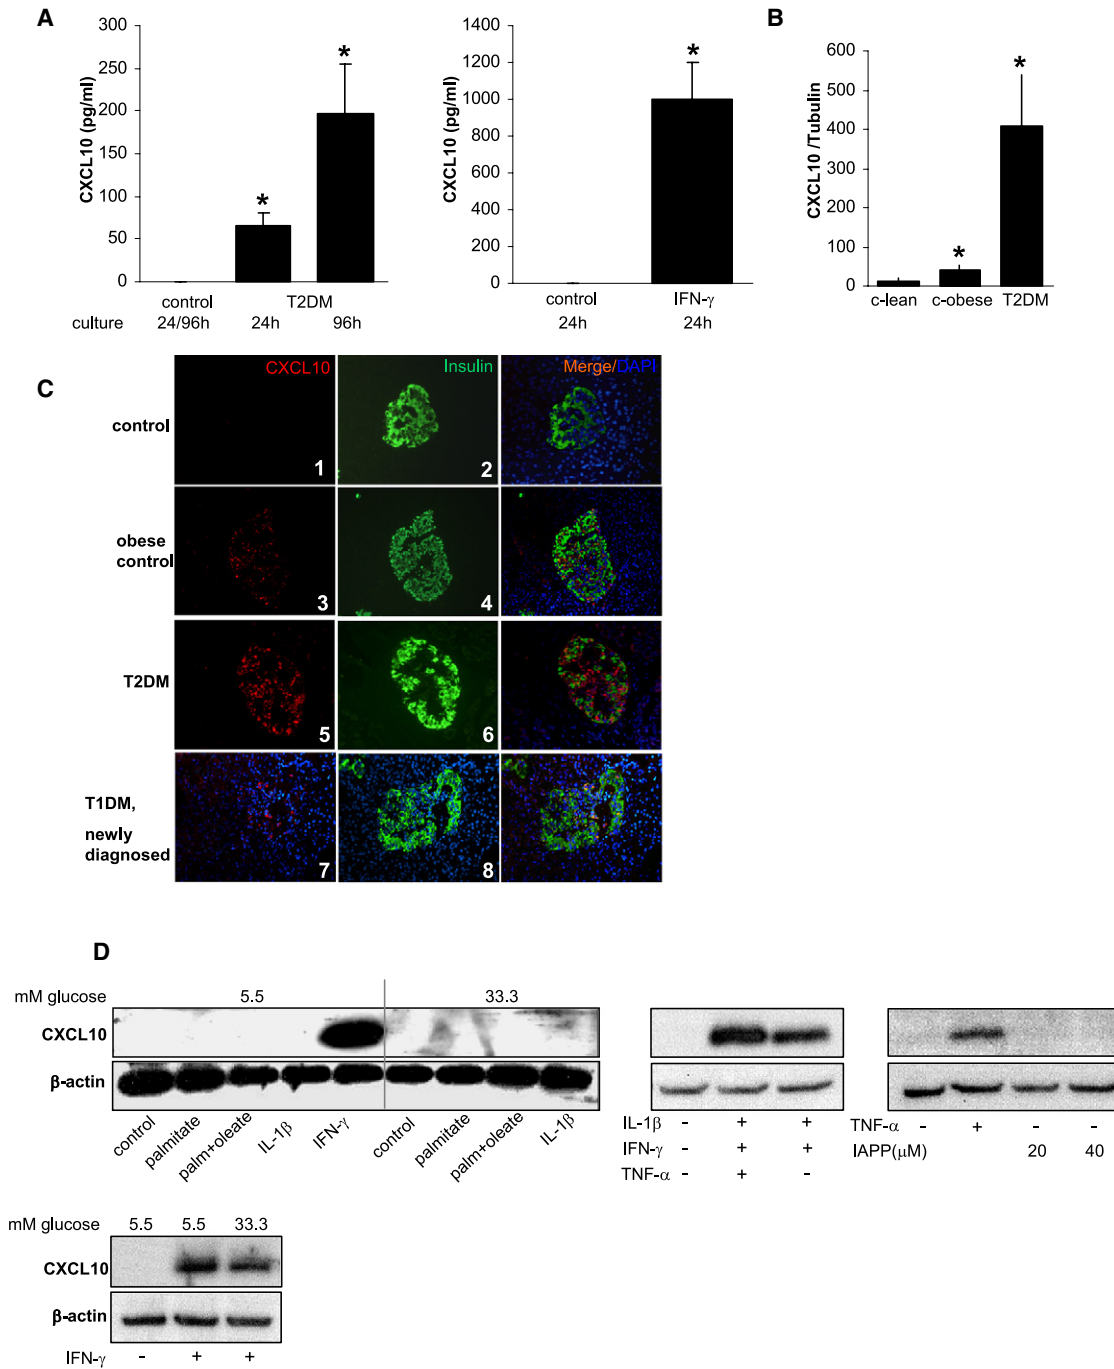 A
300
250
200
150
100
50
0
CXCL10 (pg/ml)
*
*
control T2DM
culture 24/96h 24h 96h
1400
1200
1000
800
600
400
200
0
CXCL10 (pg/ml)
*
control IFN-γ
24h 24h
B
600
500
400
300
200
100
0
CXCL10 /Tubulin
*
*
c-lean c-obese T2DM
C
CXCL10 Insulin Merge/DAPI
control
1 2
obese
control
3 4
T2DM
5 6
T1DM,
newly
diagnosed
7 8
D
mM glucose 5.5 33.3
CXCL10
β-actin
control palmitate palm+oleate IL-1β IFN-γ control palmitate palm+oleate IL-1β
IL-1β - + +
IFN-γ - + +
TNF-α - + -
TNF-α - + - -
IAPP(μM) 20 40
mM glucose 5.5 5.5 33.3
CXCL10
β-actin
IFN-γ - + +